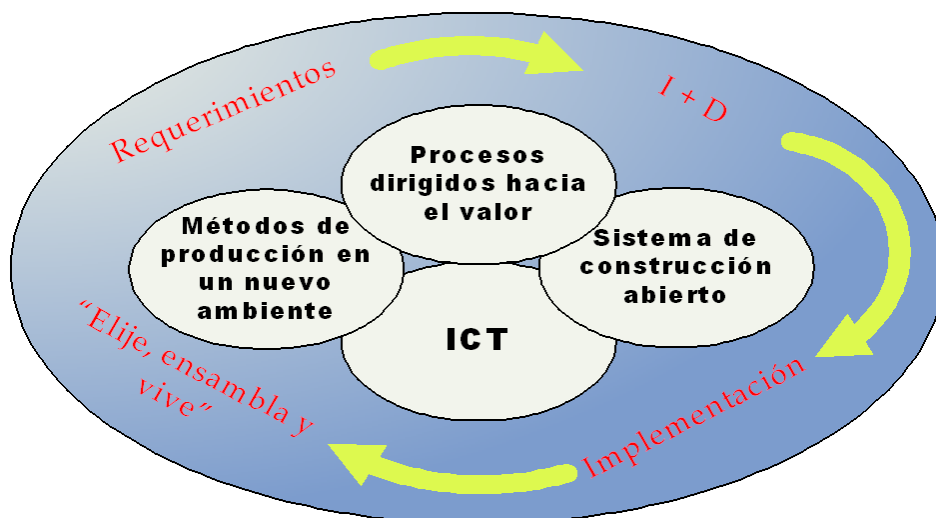 Requerimientos
I + D
Procesos
dirigidos hacia
el valor
Métodos de
producción en
un nuevo
ambiente
Sistema de
construcción
abierto
ICT
“Elije, ensambla y
vive”
Implementación